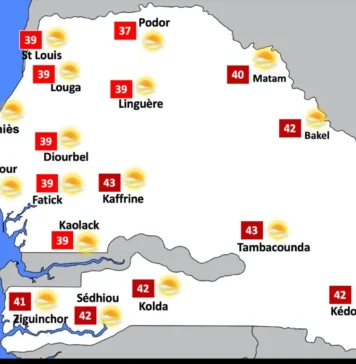 37
Podor
39
St Louis
39
Louga
39
Linguère
40
Matam
42
Bakel
iès
39
Diourbel
our
39
Fatick
43
Kaffrine
Kaolack
39
43
Tambacounda
41
Ziguinchor
Sédhiou
42
42
Kolda
42
Kédo